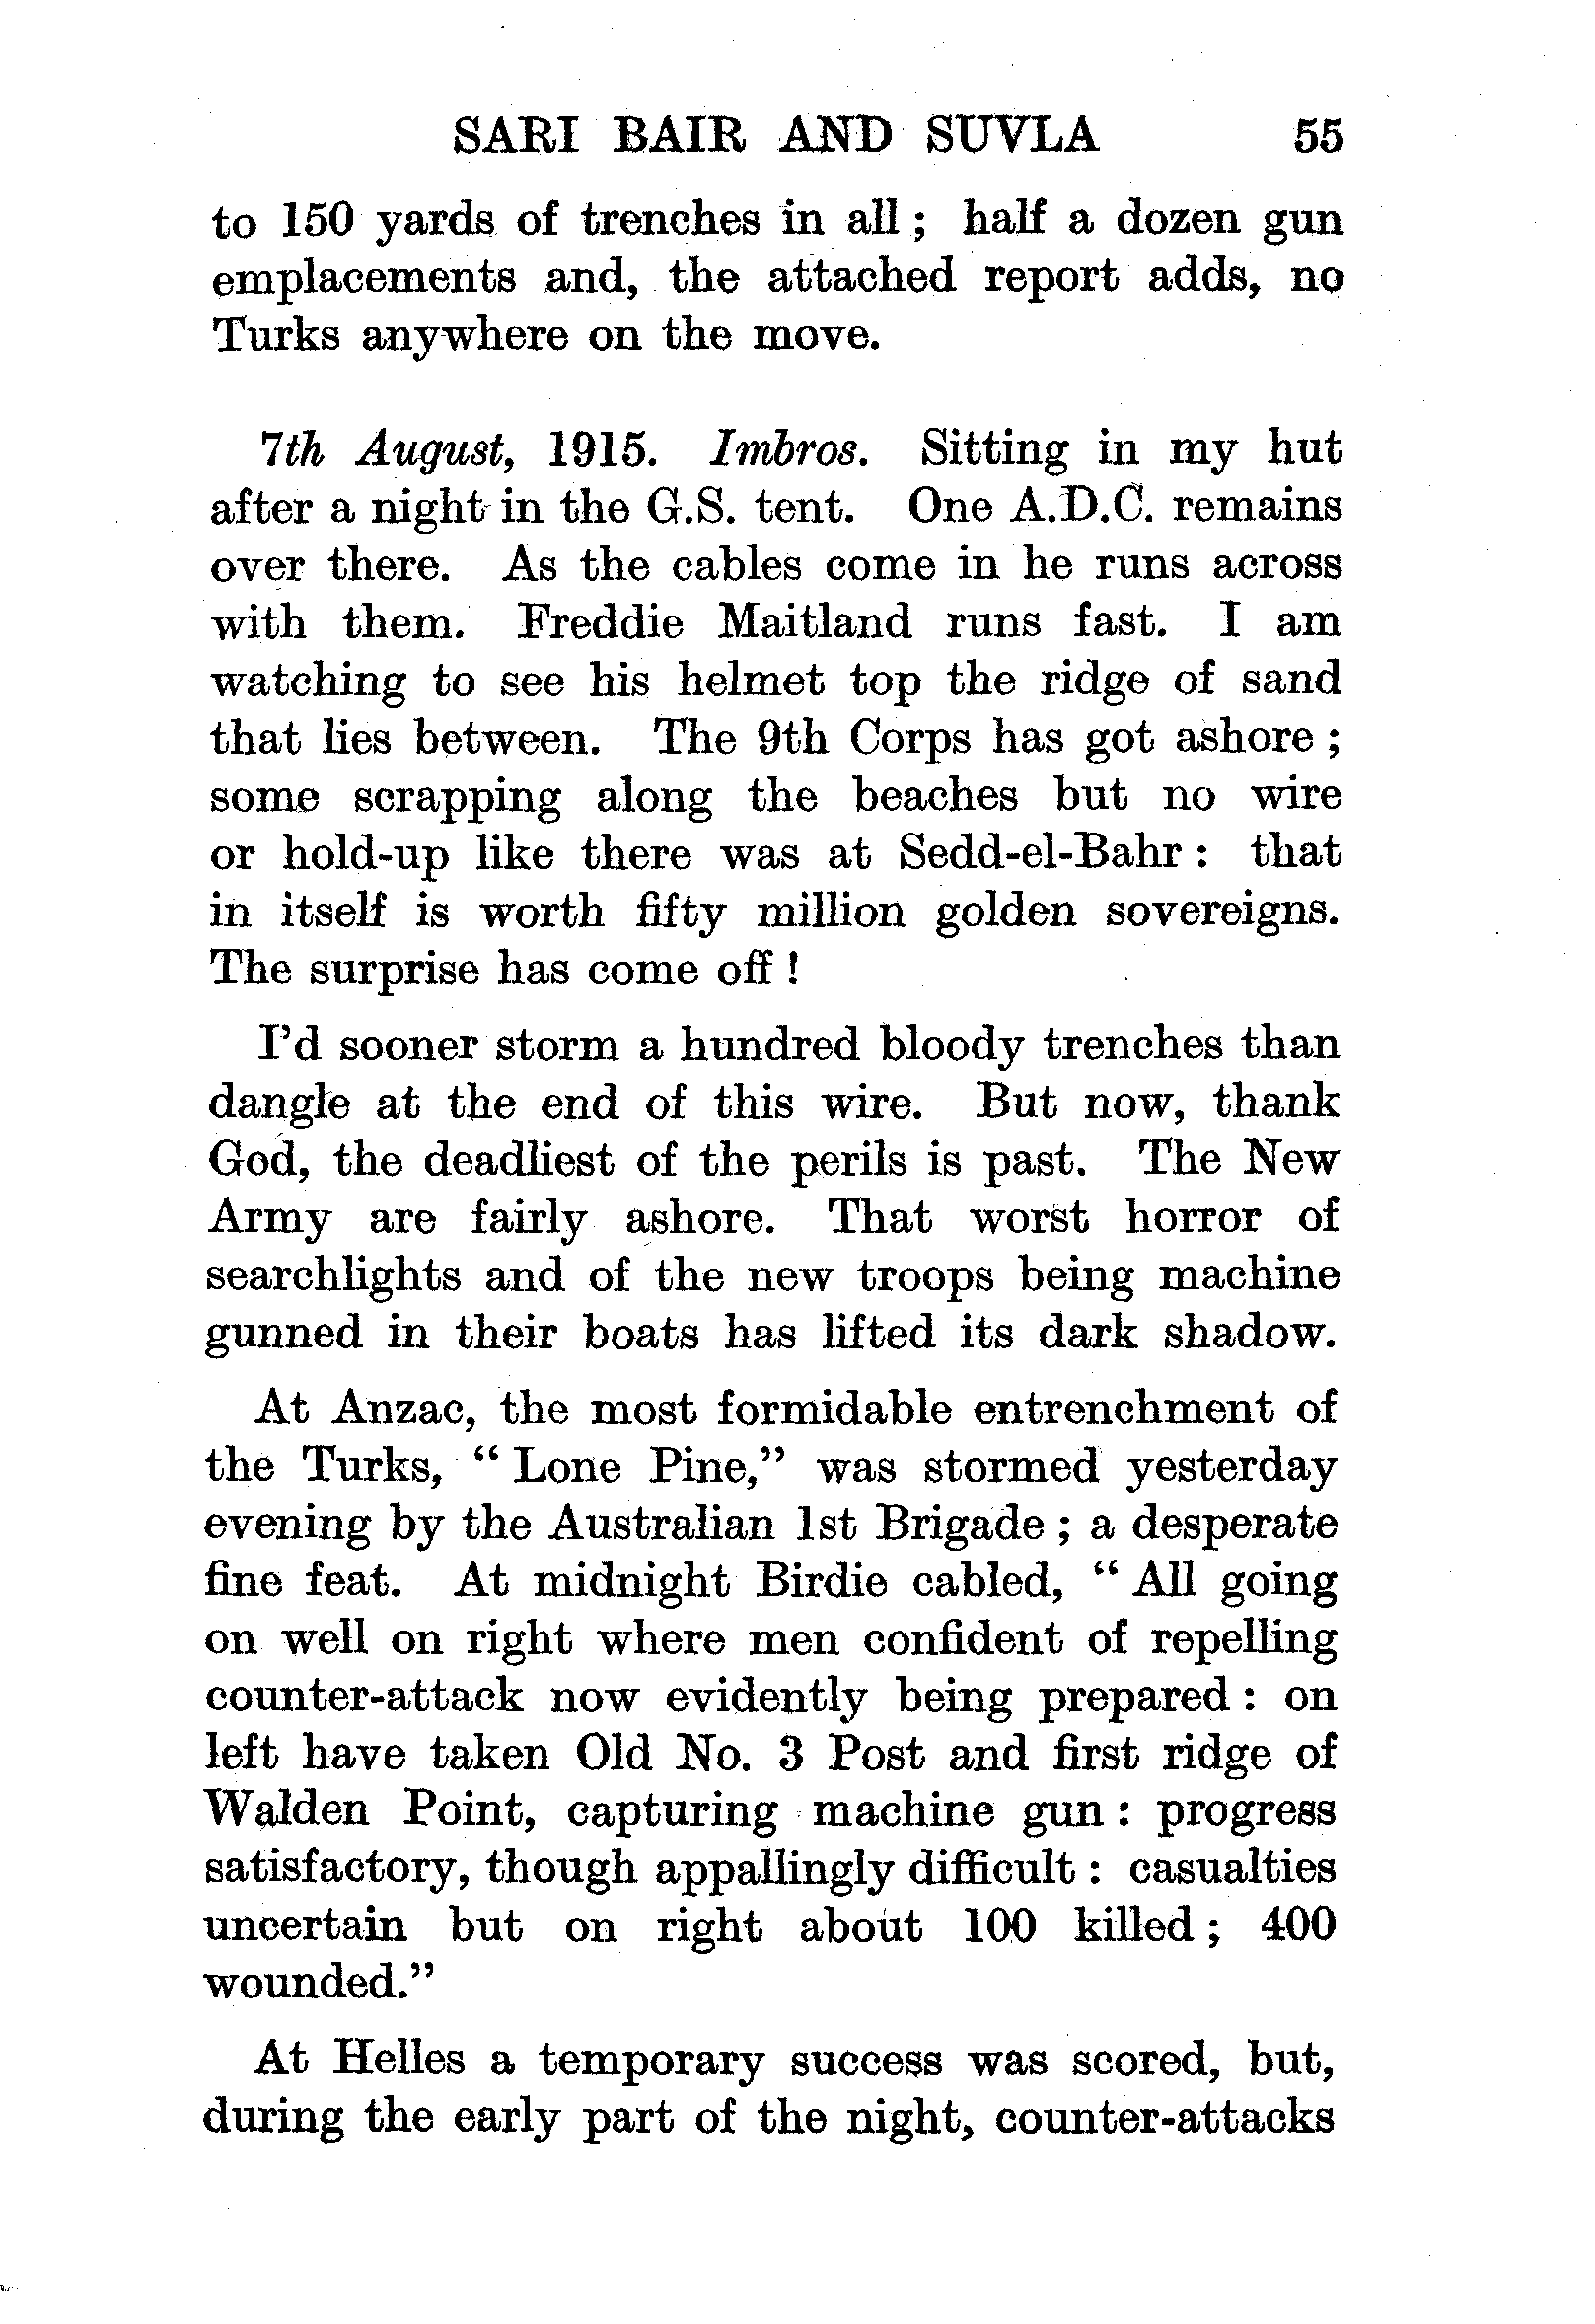 SARI BAIR AND SUVLA 55
to 150 yards of trenches in all ; half a dozen gun
emplacements and, the attached report adds, no
Turks anywhere on the move.
7th August, 1915. Imbros. Sitting in my hut
after a night in the G.S. tent. One A.D.C. remains
over there. As the cables come in he runs across
with them. Freddie Maitland runs fast. I am
watching to see his helmet top the ridge of sand
that lies between. The 9th Corps has got ashore ;
some scrapping along the beaches but no wire
or hold-up like there was at Sedd-el-Bahr : that
in itself is worth fifty million golden sovereigns.
The surprise has come off !
I'd sooner storm a hundred bloody trenches than
dangle at the end of this wire. But now, thank
God, the deadliest of the perils is past. The New
Army are fairly ashore. That worst horror of
searchlights and of the new troops being machine
gunned in their boats has lifted its dark shadow.
At Anzac, the most formidable entrenchment of
the Turks, “ Lone Pine,” was stormed yesterday
evening by the Australian 1st Brigade ; a desperate
fine feat. At midnight Birdie cabled, “ All going
on well on right where men confident of repelling
counter-attack now evidently being prepared : on
left have taken Old No. 3 Post and first ridge of
Walden Point, capturing machine gun : progress
satisfactory, though appallingly difficult : casualties
uncertain but on right about 100 killed ; 400
wounded.”
At Helles a temporary success was scored, but,
during the early part of the night, counter-attacks